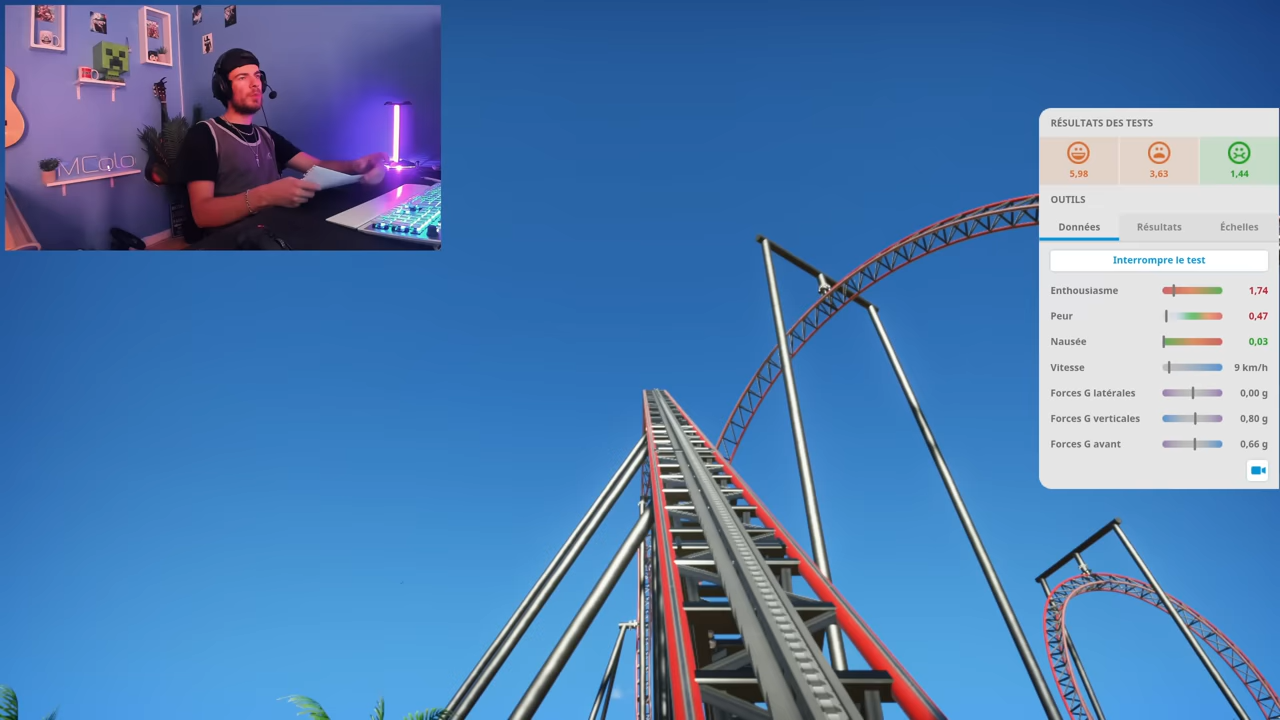 MColo
RÉSULTATS DES TESTS
5,98 3,63 1,44
OUTILS
Données Résultats Échelles
Interrompre le test
Enthousiasme 1,74
Peur 0,47
Nausée 0,03
Vitesse 9 km/h
Forces G latérales 0,00 g
Forces G verticales 0,80 g
Forces G avant 0,66 g